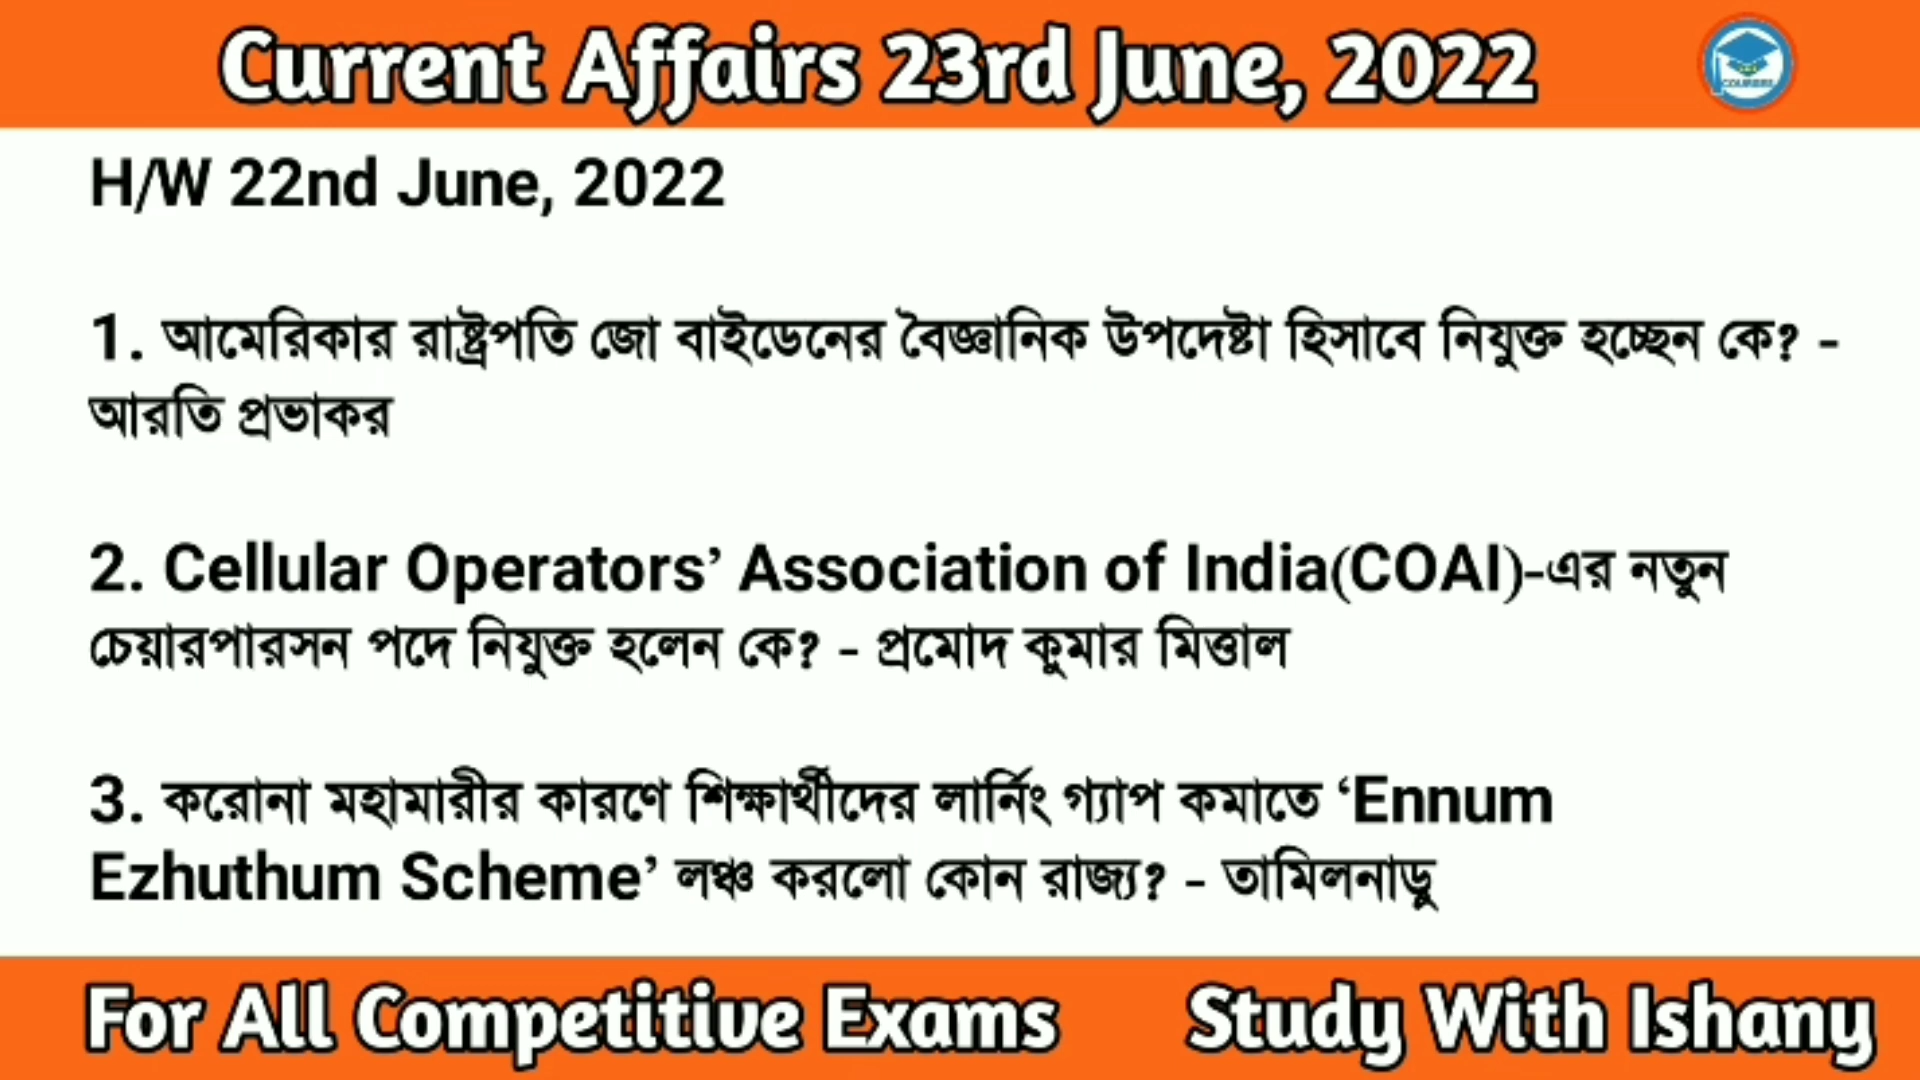 Current Affairs 23rd June, 2022
H/W 22nd June, 2022
1. আমেরিকার রাষ্ট্রপতি জো বাইডেনের বৈজ্ঞানিক উপদেষ্টা হিসাবে নিযুক্ত হচ্ছেন কে? -
আরতি প্রভাকর
2. Cellular Operators’ Association of India(COAI)-এর নতুন
চেয়ারপারসন পদে নিযুক্ত হলেন কে? - প্রমোদ কুমার মিত্তাল
3. করোনা মহামারীর কারণে শিক্ষার্থীদের লার্নিং গ্যাপ কমাতে ‘Ennum
Ezhuthum Scheme’ লঞ্চ করলো কোন রাজ্য? - তামিলনাড়ু
For All Competitive Exams Study With Ishany